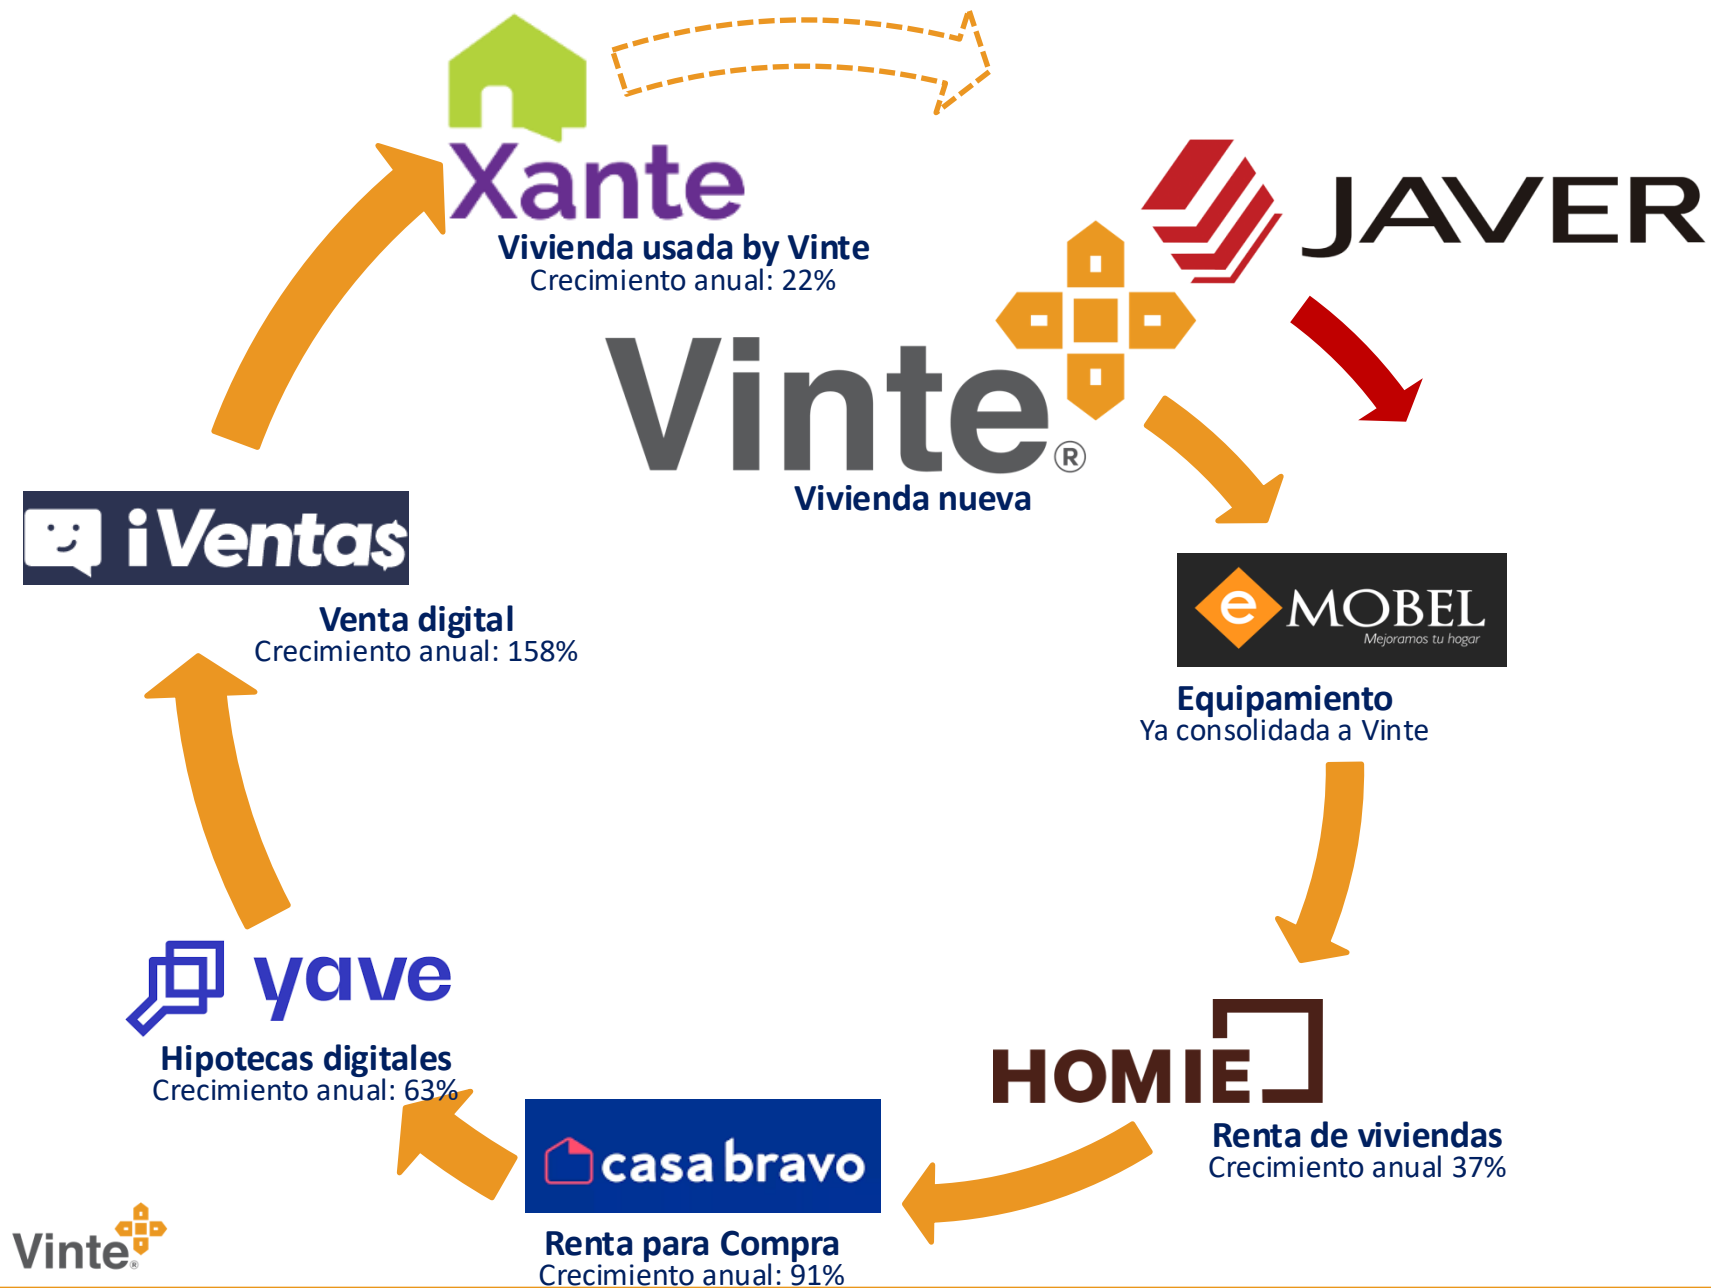 Xante
Vivienda usada by Vinte
Crecimiento anual: 22%
JAVER
Vinte®
Vivienda nueva
iVentas
Venta digital
Crecimiento anual: 158%
e MOBEL
Mejoramos tu hogar
Equipamiento
Ya consolidada a Vinte
yave
Hipotecas digitales
Crecimiento anual: 63%
HOMIE
Renta de viviendas
Crecimiento anual 37%
casa bravo
Renta para Compra
Crecimiento anual: 91%
Vinte®